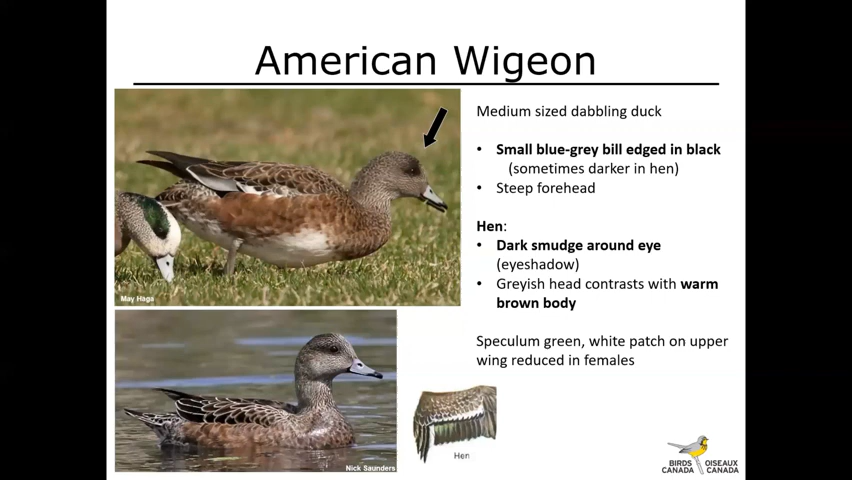 American Wigeon
Medium sized dabbling duck
• Small blue-grey bill edged in black
(sometimes darker in hen)
• Steep forehead
Hen:
• Dark smudge around eye
(eyeshadow)
• Greyish head contrasts with warm
brown body
Speculum green, white patch on upper
wing reduced in females
May Haga
Nick Saunders
Hen
BIRDS OISEAUX
CANADA CANADA